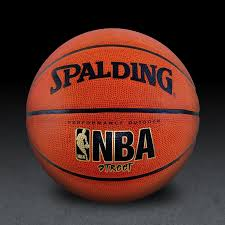 SPALDING
PERFORMANCE OUTDOOR
NBA
STREET